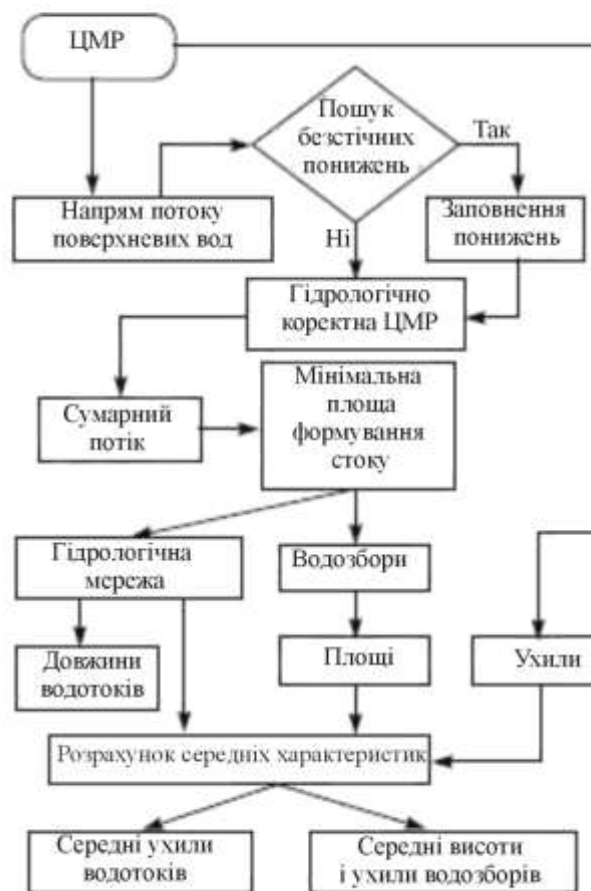 ЦМР
Пошук
безстічних
понижень
Так
Напрям потоку
поверхневих вод
Заповнення
понижень
Ні
Гідрологічно
коректна ЦМР
Мінімальна
площа
формування
стоку
Сумарний
потік
Гідрологічна
мережа
Водозбори
Довжини
водотоків
Площі
Ухили
Розрахунок середніх характеристик
Середні ухили
водотоків
Середні висоти
і ухили водозборів